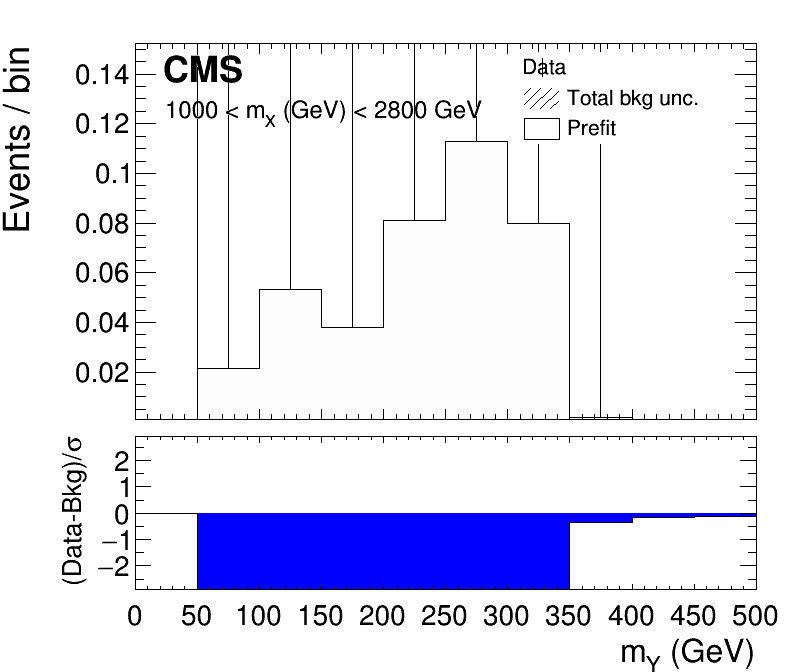 CMS
1000 < mX (GeV) < 2800 GeV
Data
Total bkg unc.
Prefit
Events / bin
0.14
0.12
0.1
0.08
0.06
0.04
0.02
(Data-Bkg)/σ
2
1
0
−1
−2
0 50 100 150 200 250 300 350 400 450 500
mY (GeV)